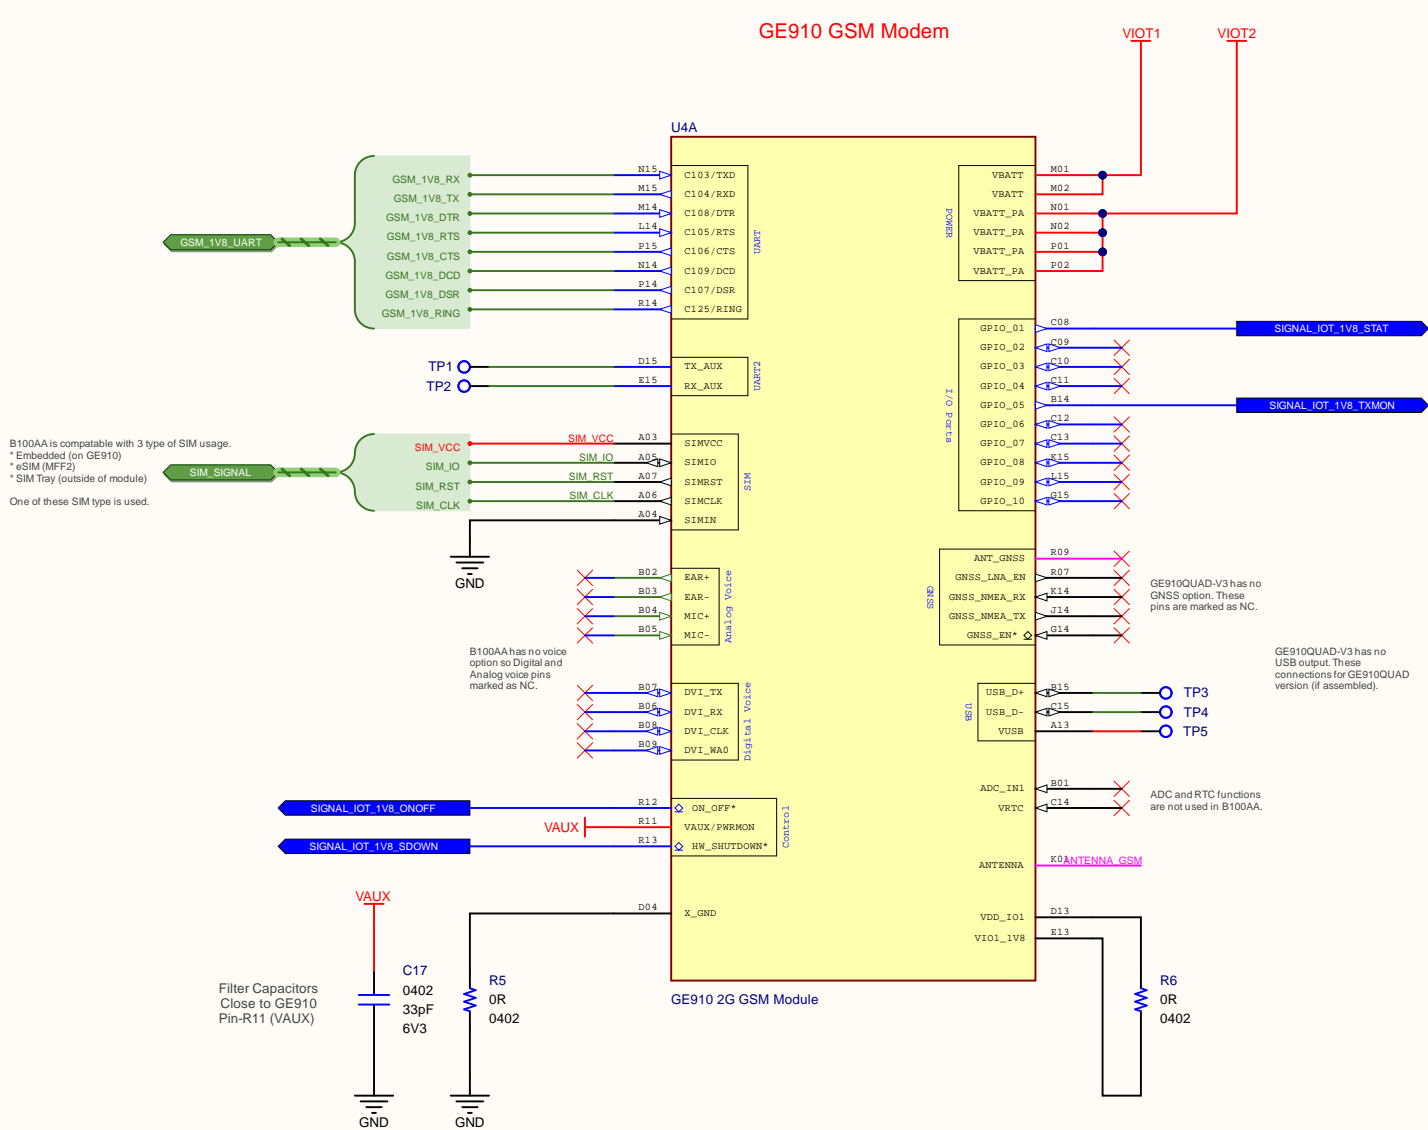 GE910 GSM Modem
VIOT1
VIOT2
U4A
GSM_1V8_UART
GSM_1V8_RX
GSM_1V8_TX
GSM_1V8_DTR
GSM_1V8_RTS
GSM_1V8_CTS
GSM_1V8_DCD
GSM_1V8_DSR
GSM_1V8_RING
N15 C103/TXD
M15 C104/RXD
M14 C108/DTR
L14 C105/RTS
P15 C106/CTS
N14 C109/DCD
P14 C107/DSR
R14 C125/RING
UART
VBATT M01
VBATT M02
VBATT_PA N01
VBATT_PA N02
VBATT_PA P01
VBATT_PA P02
POWER
TP1 D15 TX_AUX
TP2 E15 RX_AUX
UART2
GPIO_01 C08 SIGNAL_IOT_1V8_STAT
GPIO_02 C09
GPIO_03 C10
GPIO_04 C11
GPIO_05 B14 SIGNAL_IOT_1V8_TXMON
GPIO_06 C12
GPIO_07 C13
GPIO_08 K15
GPIO_09 L15
GPIO_10 G15
I/O Ports
B100AA is compatable with 3 type of SIM usage.
* Embedded (on GE910)
* eSIM (MFF2)
* SIM Tray (outside of module)
One of these SIM type is used.
SIM_SIGNAL
SIM_VCC SIM_VCC A03 SIMVCC
SIM_IO SIM_IO A05 SIMIO
SIM_RST SIM_RST A07 SIMRST
SIM_CLK SIM_CLK A06 SIMCLK
A04 SIMIN
SIM
GND
B02 EAR+
B03 EAR-
B04 MIC+
B05 MIC-
Analog Voice
ANT_GNSS R09
GNSS_LNA_EN R07
GNSS_NMEA_RX K14
GNSS_NMEA_TX J14
GNSS_EN* G14
GNSS
GE910QUAD-V3 has no
GNSS option. These
pins are marked as NC.
B100AA has no voice
option so Digital and
Analog voice pins
marked as NC.
GE910QUAD-V3 has no
USB output. These
connections for GE910QUAD
version (if assembled).
B07 DVI_TX
B06 DVI_RX
B08 DVI_CLK
B09 DVI_WA0
Digital Voice
USB_D+ B15 TP3
USB_D- C15 TP4
VUSB A13 TP5
USB
ADC_IN1 B01
VRTC C14
ADC and RTC functions
are not used in B100AA.
SIGNAL_IOT_1V8_ONOFF R12 ON_OFF*
VAUX R11 VAUX/PWRMON
SIGNAL_IOT_1V8_SDOWN R13 HW_SHUTDOWN*
Control
ANTENNA K01 ANTENNA_GSM
D04 X_GND
VDD_IO1 D13
VIO1_1V8 E13
VAUX
Filter Capacitors
Close to GE910
Pin-R11 (VAUX)
C17
0402
33pF
6V3
R5
0R
0402
GE910 2G GSM Module
R6
0R
0402
GND
GND